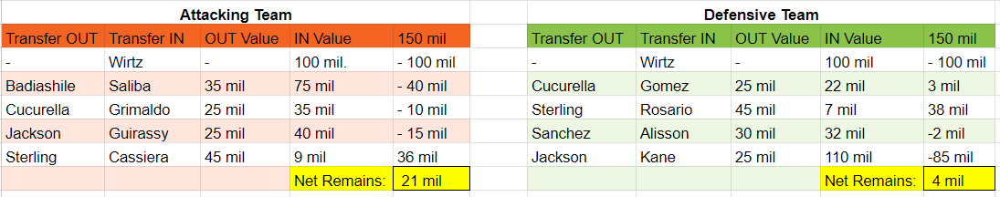 Attacking Team Defensive Team
Transfer OUT Transfer IN OUT Value IN Value 150 mil Transfer OUT Transfer IN OUT Value IN Value 150 mil
- Wirtz - 100 mil. - 100 mil - Wirtz - 100 mil - 100 mil
Badiashile Saliba 35 mil 75 mil - 40 mil Cucurella Gomez 25 mil 22 mil 3 mil
Cucurella Grimaldo 25 mil 35 mil - 10 mil Sterling Rosario 45 mil 7 mil 38 mil
Jackson Guirassy 25 mil 40 mil - 15 mil Sanchez Alisson 30 mil 32 mil -2 mil
Sterling Cassiera 45 mil 9 mil 36 mil Jackson Kane 25 mil 110 mil -85 mil
Net Remains: 21 mil Net Remains: 4 mil